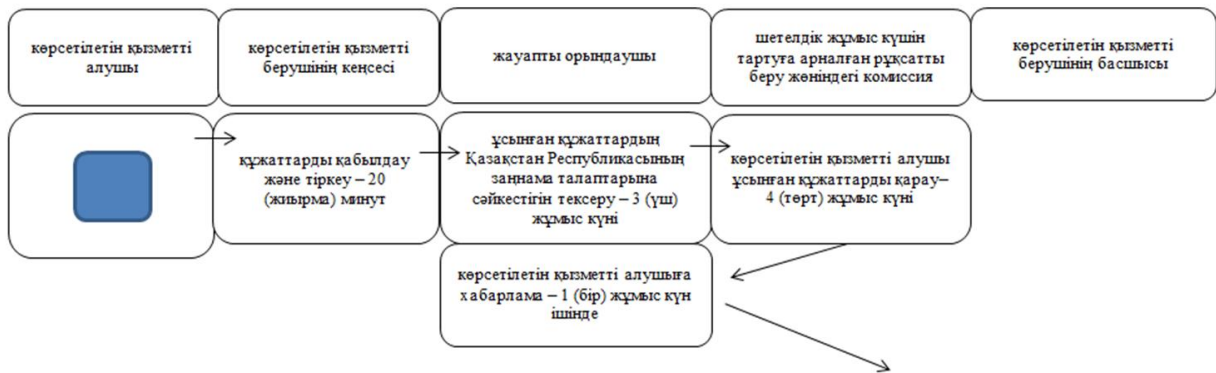 көрсетілетін қызметті
алушы
көрсетілетін қызметті
берушінің кеңсесі
жауапты орындаушы
шетелдік жұмыс күшін
тартуға арналған рұқсатты
беру жөніндегі комиссия
көрсетілетін қызметті
берушінің басшысы
құжаттарды қабылдау
және тіркеу – 20
(жиырма) минут
ұсынған құжаттардың
Қазақстан Республикасының
заңнама талаптарына
сәйкестігін тексеру – 3 (үш)
жұмыс күні
көрсетілетін қызметті алушы
ұсынған құжаттарды қарау–
4 (төрт) жұмыс күні
көрсетілетін қызметті алушыға
хабарлама – 1 (бір) жұмыс күн
ішінде